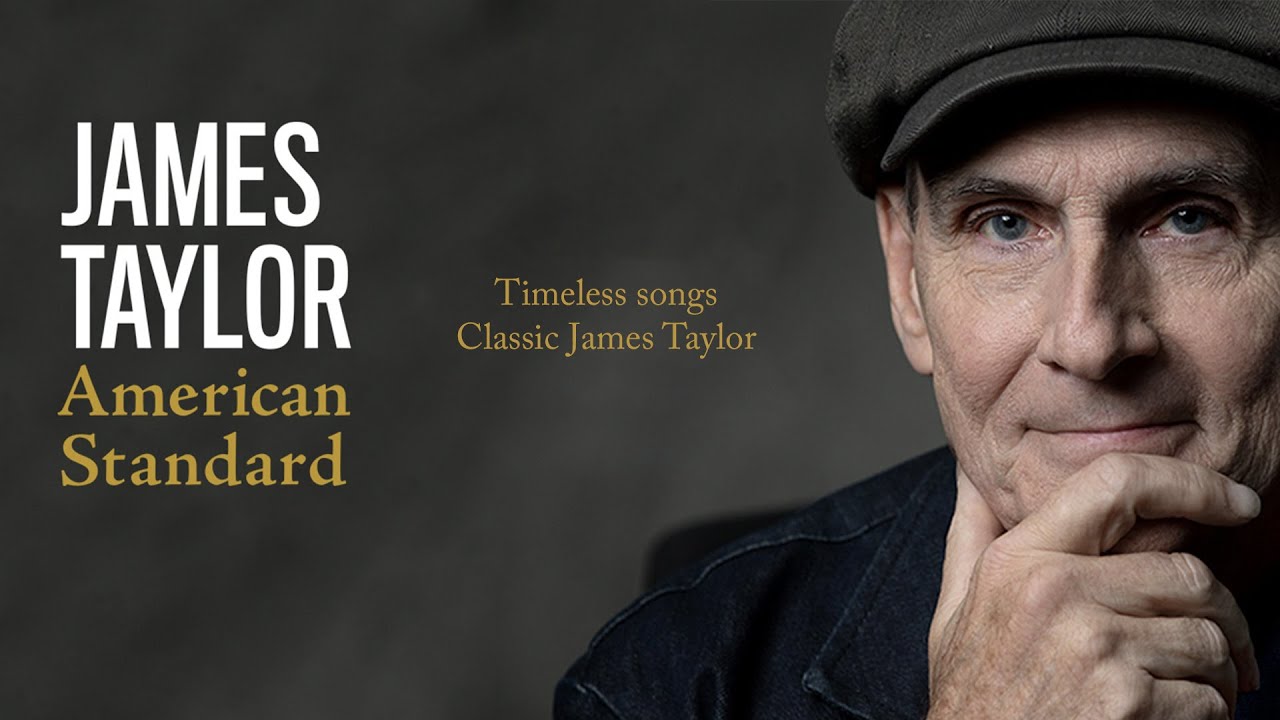 JAMES
TAYLOR
American
Standard
Timeless songs
Classic James Taylor